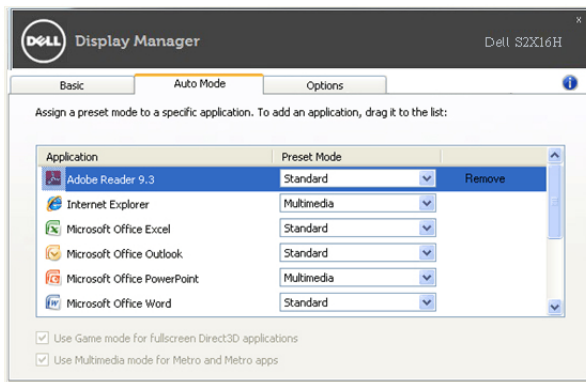 DELL Display Manager
Dell S2X16H
Basic Auto Mode Options
Assign a preset mode to a specific application. To add an application, drag it to the list:
Application Preset Mode
Adobe Reader 9.3 Standard Remove
Internet Explorer Multimedia
Microsoft Office Excel Standard
Microsoft Office Outlook Standard
Microsoft Office PowerPoint Multimedia
Microsoft Office Word Standard
Use Game mode for fullscreen Direct3D applications
Use Multimedia mode for Metro and Metro apps